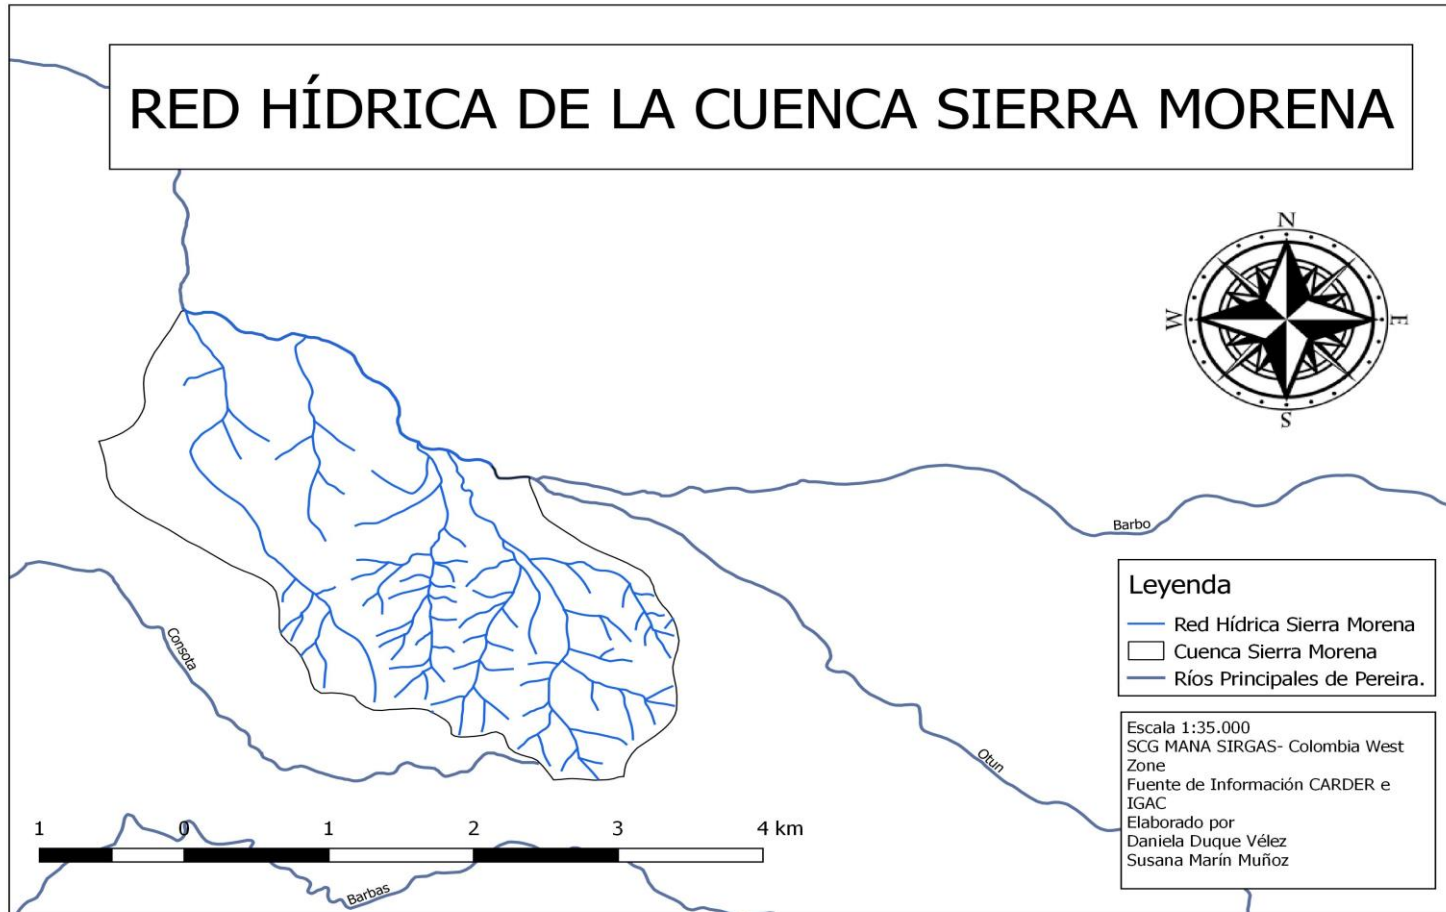 RED HÍDRICA DE LA CUENCA SIERRA MORENA
N
W
E
S
Barbo
Leyenda
Red Hídrica Sierra Morena
Cuenca Sierra Morena
Ríos Principales de Pereira.
Consota
Otun
Escala 1:35.000
SCG MANA SIRGAS- Colombia West
Zone
Fuente de Información CARDER e
IGAC
Elaborado por
Daniela Duque Vélez
Susana Marín Muñoz
1 0 1 2 3 4 km
Barbas